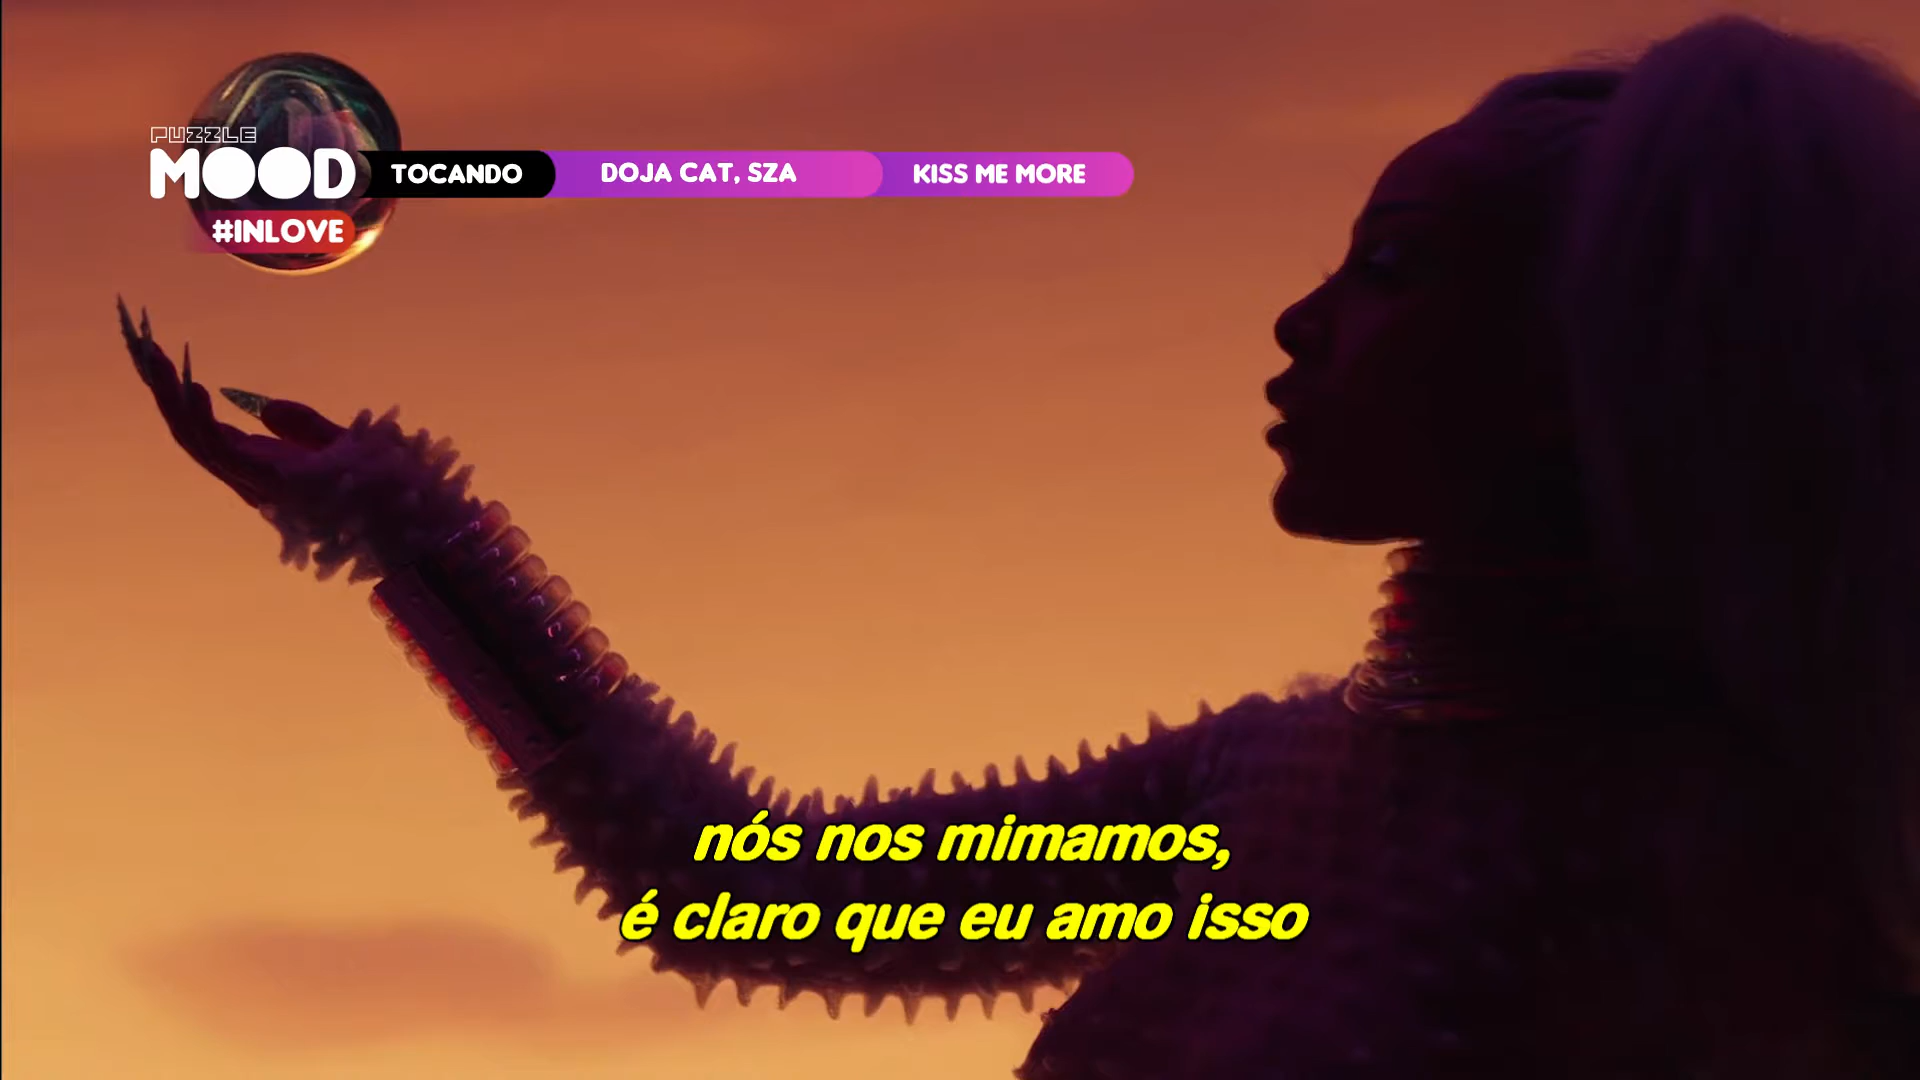 PUZZLE
MOOD
TOCANDO
DOJA CAT, SZA
KISS ME MORE
#INLOVE
nós nos mimamos,
é claro que eu amo isso